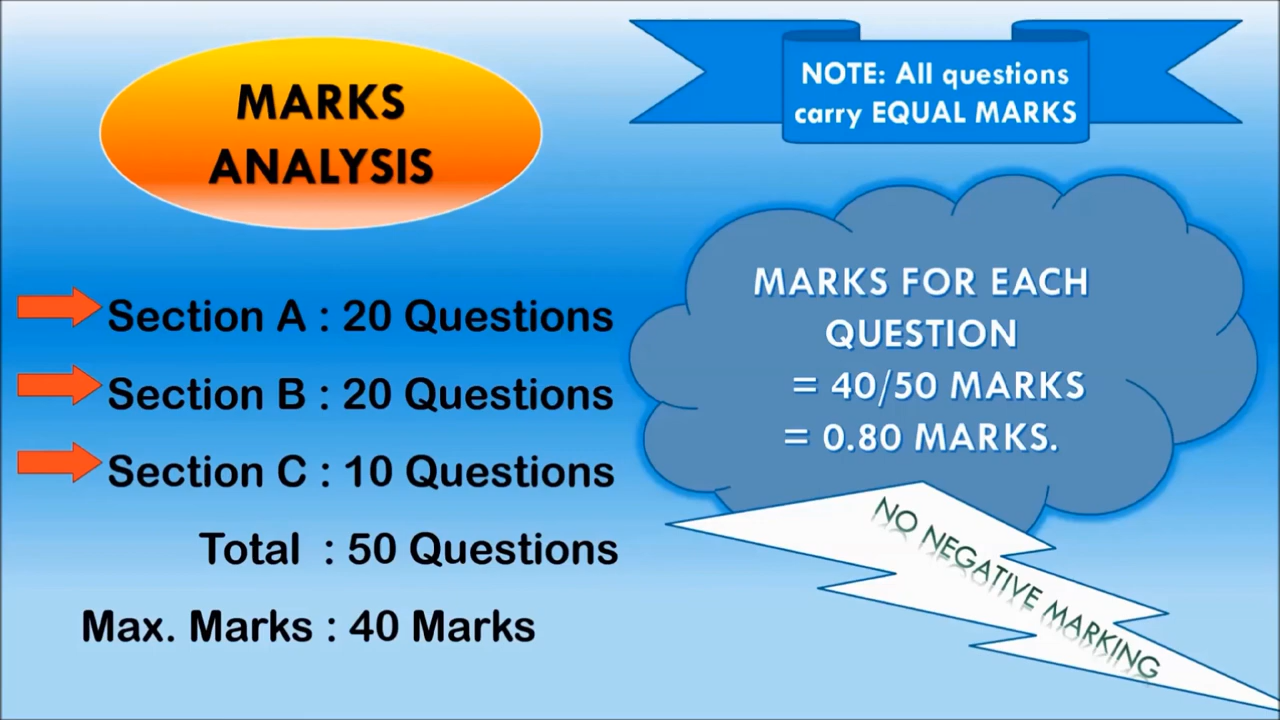 MARKS
ANALYSIS
NOTE: All questions
carry EQUAL MARKS
Section A : 20 Questions
Section B : 20 Questions
Section C : 10 Questions
Total : 50 Questions
Max. Marks : 40 Marks
MARKS FOR EACH
QUESTION
= 40/50 MARKS
= 0.80 MARKS.
NO NEGATIVE MARKING